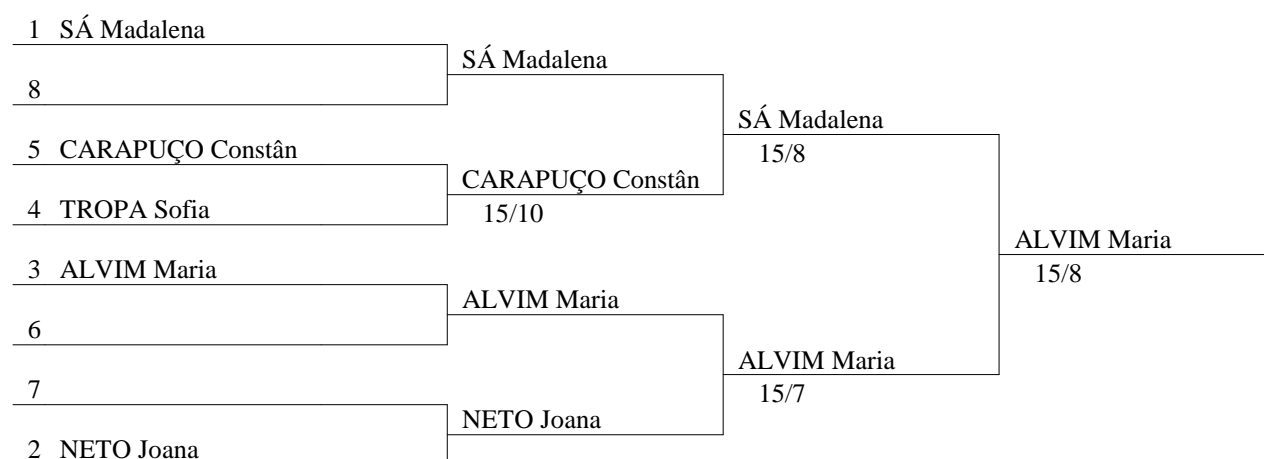 1 SÁ Madalena
8
5 CARAPUÇO Constân
4 TROPA Sofia
3 ALVIM Maria
6
7
2 NETO Joana
SÁ Madalena
CARAPUÇO Constân
15/10
ALVIM Maria
NETO Joana
SÁ Madalena
15/8
ALVIM Maria
15/7
ALVIM Maria
15/8